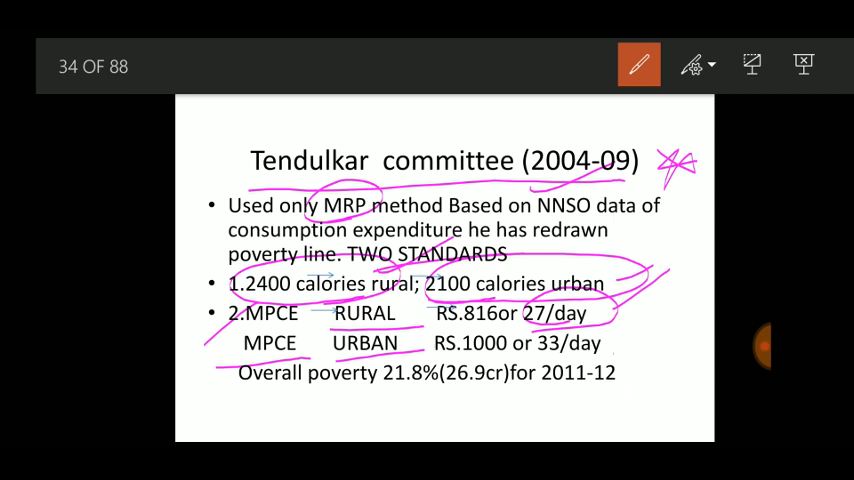 34 OF 88
Tendulkar committee (2004-09)
• Used only MRP method Based on NNSO data of
consumption expenditure he has redrawn
poverty line. TWO STANDARDS
• 1.2400 calories rural; 2100 calories urban
• 2.MPCE RURAL RS.816or 27/day
MPCE URBAN RS.1000 or 33/day
Overall poverty 21.8%(26.9cr)for 2011-12